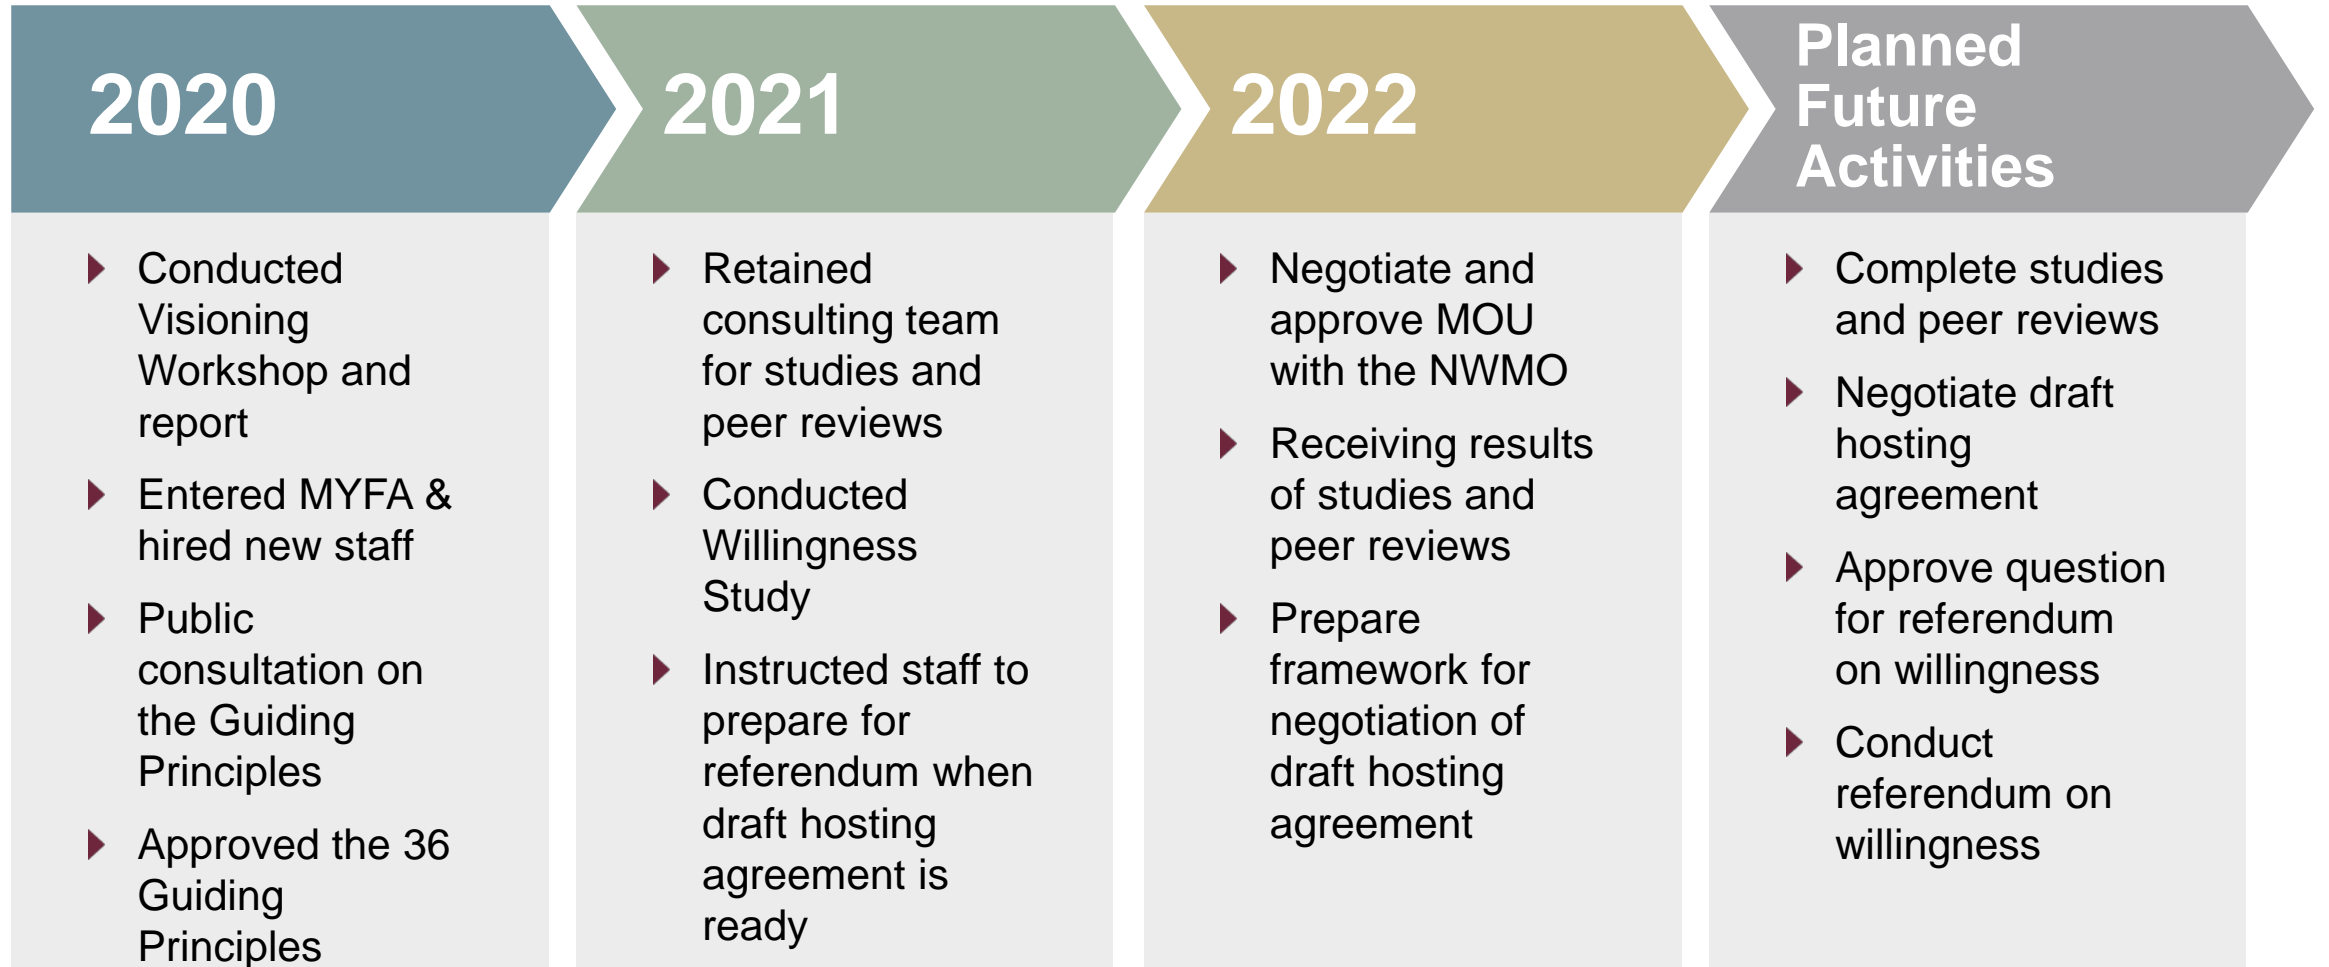 2020
Conducted
Visioning
Workshop and
report
Entered MYFA &
hired new staff
Public
consultation on
the Guiding
Principles
Approved the 36
Guiding
Principles
2021
Retained
consulting team
for studies and
peer reviews
Conducted
Willingness
Study
Instructed staff to
prepare for
referendum when
draft hosting
agreement is
ready
2022
Negotiate and
approve MOU
with the NWMO
Receiving results
of studies and
peer reviews
Prepare
framework for
negotiation of
draft hosting
agreement
Planned
Future
Activities
Complete studies
and peer reviews
Negotiate draft
hosting
agreement
Approve question
for referendum
on willingness
Conduct
referendum on
willingness